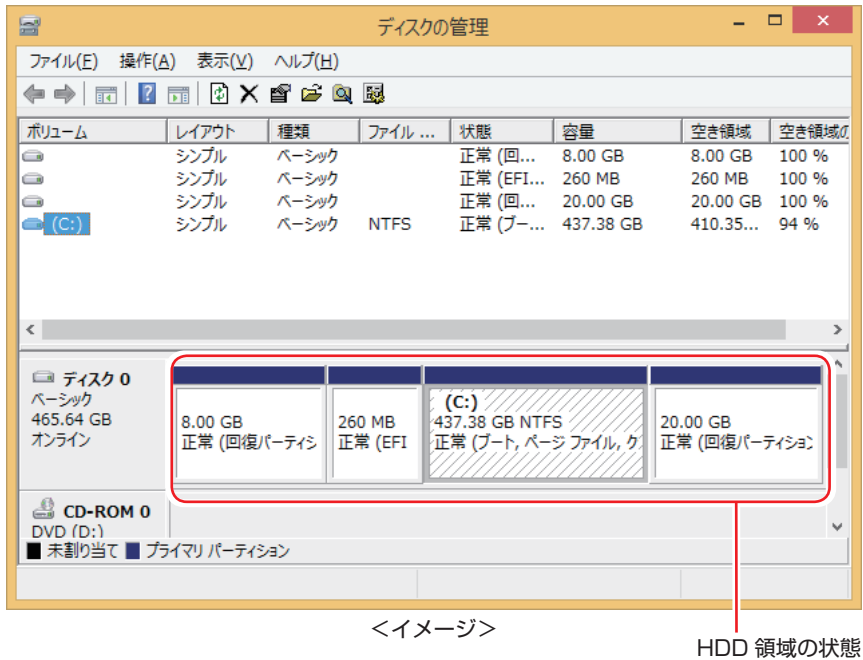 ディスクの管理
ファイル(F) 操作(A) 表示(V) ヘルプ(H)
ボリューム レイアウト 種類 ファイル ... 状態 容量 空き領域 空き領域の
シンプル ベーシック 正常 (回... 8.00 GB 8.00 GB 100 %
シンプル ベーシック 正常 (EFI... 260 MB 260 MB 100 %
シンプル ベーシック 正常 (回... 20.00 GB 20.00 GB 100 %
(C:) シンプル ベーシック NTFS 正常 (ブー... 437.38 GB 410.35... 94 %
ディスク 0
ベーシック
465.64 GB
オンライン
8.00 GB
正常 (回復パーティシ
260 MB
正常 (EFI
(C:)
437.38 GB NTFS
正常 (ブート, ページ ファイル, ク
20.00 GB
正常 (回復パーティション
CD-ROM 0
DVD (D:)
未割り当て プライマリ パーティション
＜イメージ＞
HDD 領域の状態